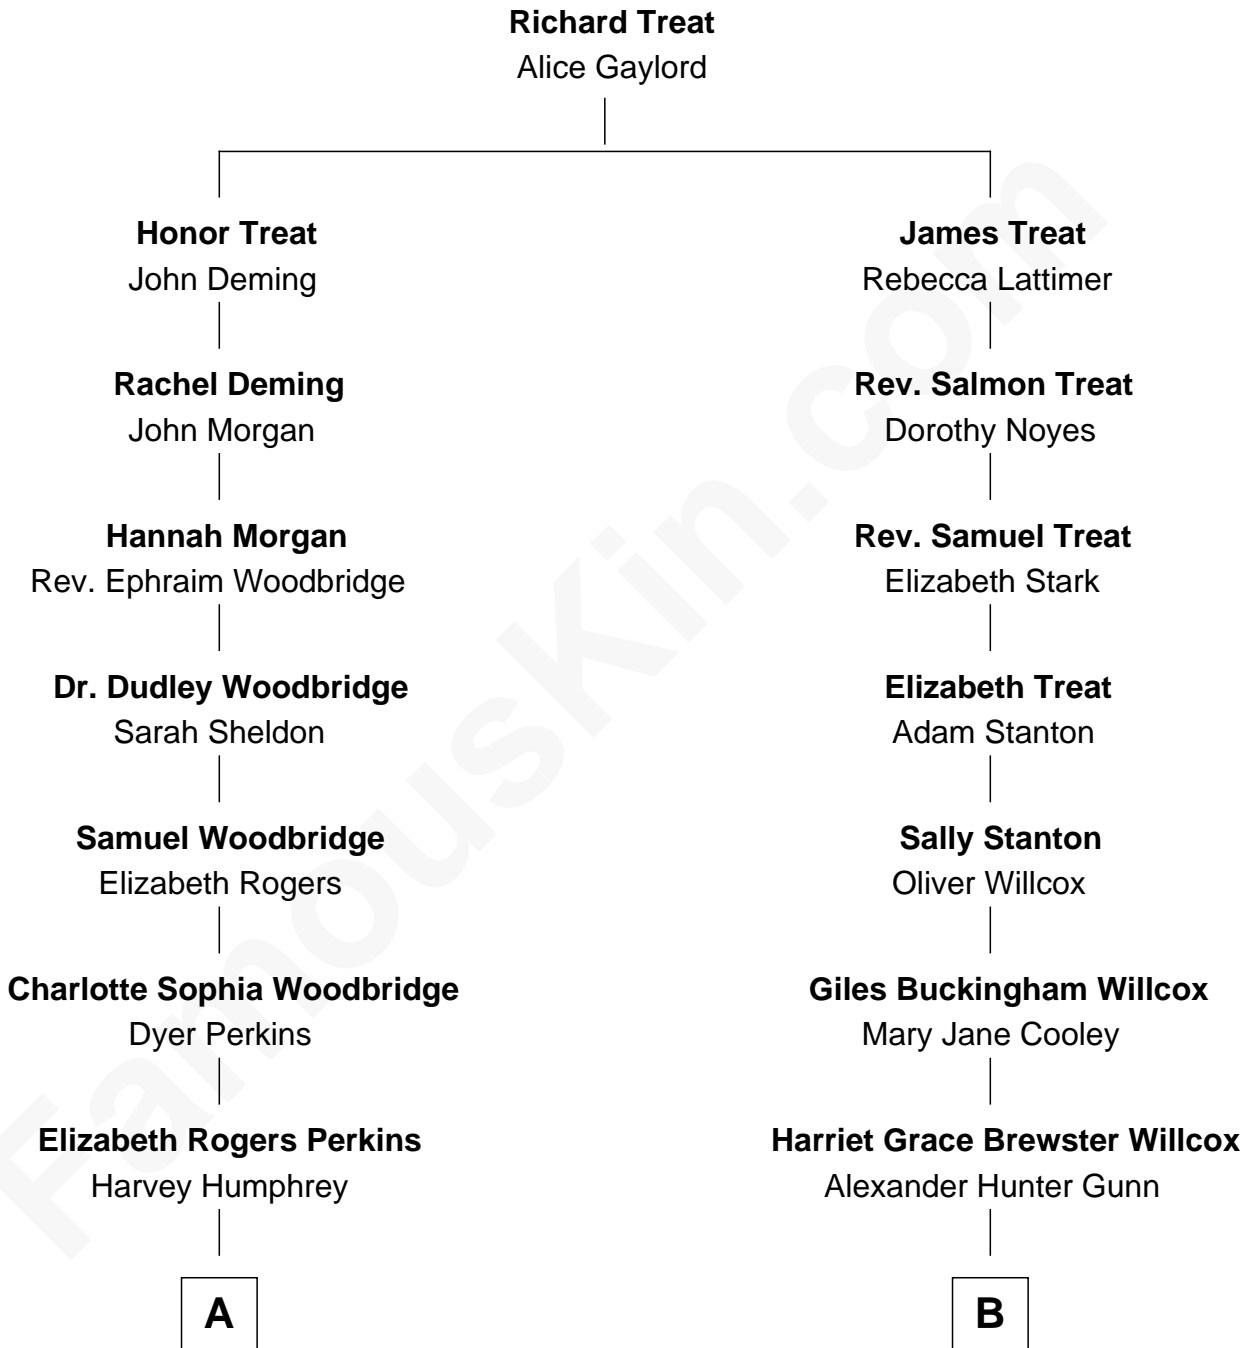 Richard Treat
Alice Gaylord
Honor Treat
John Deming
James Treat
Rebecca Lattimer
Rachel Deming
John Morgan
Rev. Salmon Treat
Dorothy Noyes
Hannah Morgan
Rev. Ephraim Woodbridge
Rev. Samuel Treat
Elizabeth Stark
Dr. Dudley Woodbridge
Sarah Sheldon
Elizabeth Treat
Adam Stanton
Samuel Woodbridge
Elizabeth Rogers
Sally Stanton
Oliver Willcox
Charlotte Sophia Woodbridge
Dyer Perkins
Giles Buckingham Willcox
Mary Jane Cooley
Elizabeth Rogers Perkins
Harvey Humphrey
Harriet Grace Brewster Willcox
Alexander Hunter Gunn
A
B
FamousKin.com